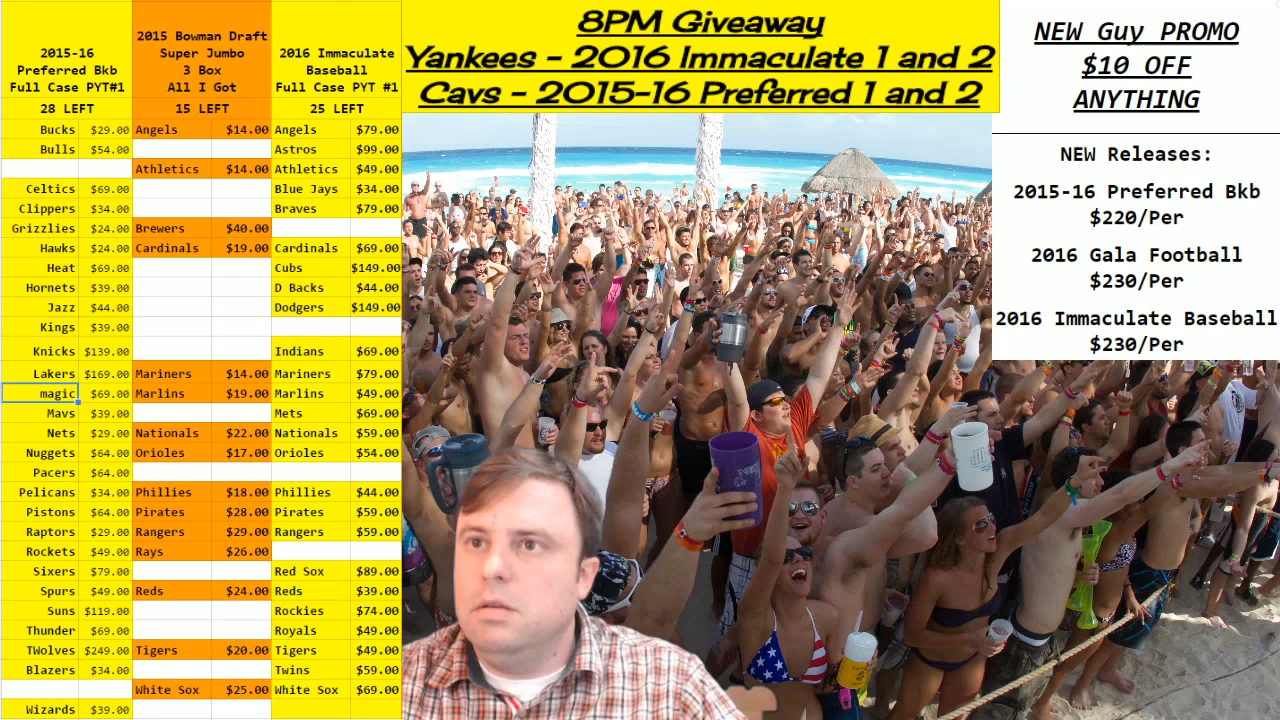 2015-16
Preferred Bkb
Full Case PYT#1
28 LEFT
2015 Bowman Draft
Super Jumbo
3 Box
All I Got
15 LEFT
2016 Immaculate
Baseball
Full Case PYT #1
25 LEFT
Bucks $29.00 Angels $14.00 Angels $79.00
Bulls $54.00 Astros $99.00
Athletics $14.00 Athletics $49.00
Celtics $69.00 Blue Jays $34.00
Clippers $34.00 Braves $79.00
Grizzlies $24.00 Brewers $40.00
Hawks $24.00 Cardinals $19.00 Cardinals $69.00
Heat $69.00 Cubs $149.00
Hornets $39.00 D Backs $44.00
Jazz $44.00 Dodgers $149.00
Kings $39.00
Knicks $139.00 Indians $69.00
Lakers $169.00 Mariners $14.00 Mariners $79.00
magic $69.00 Marlins $19.00 Marlins $49.00
Mavs $39.00 Mets $69.00
Nets $29.00 Nationals $22.00 Nationals $59.00
Nuggets $64.00 Orioles $17.00 Orioles $54.00
Pacers $64.00
Pelicans $34.00 Phillies $18.00 Phillies $44.00
Pistons $64.00 Pirates $28.00 Pirates $59.00
Raptors $29.00 Rangers $29.00 Rangers $59.00
Rockets $49.00 Rays $26.00
Sixers $79.00 Red Sox $89.00
Spurs $49.00 Reds $24.00 Reds $39.00
Suns $119.00 Rockies $74.00
Thunder $69.00 Royals $49.00
TWolves $249.00 Tigers $20.00 Tigers $49.00
Blazers $34.00 Twins $59.00
White Sox $25.00 White Sox $69.00
Wizards $39.00
8PM Giveaway
Yankees - 2016 Immaculate 1 and 2
Cavs - 2015-16 Preferred 1 and 2
NEW Guy PROMO
$10 OFF
ANYTHING
NEW Releases:
2015-16 Preferred Bkb
$220/Per
2016 Gala Football
$230/Per
2016 Immaculate Baseball
$230/Per